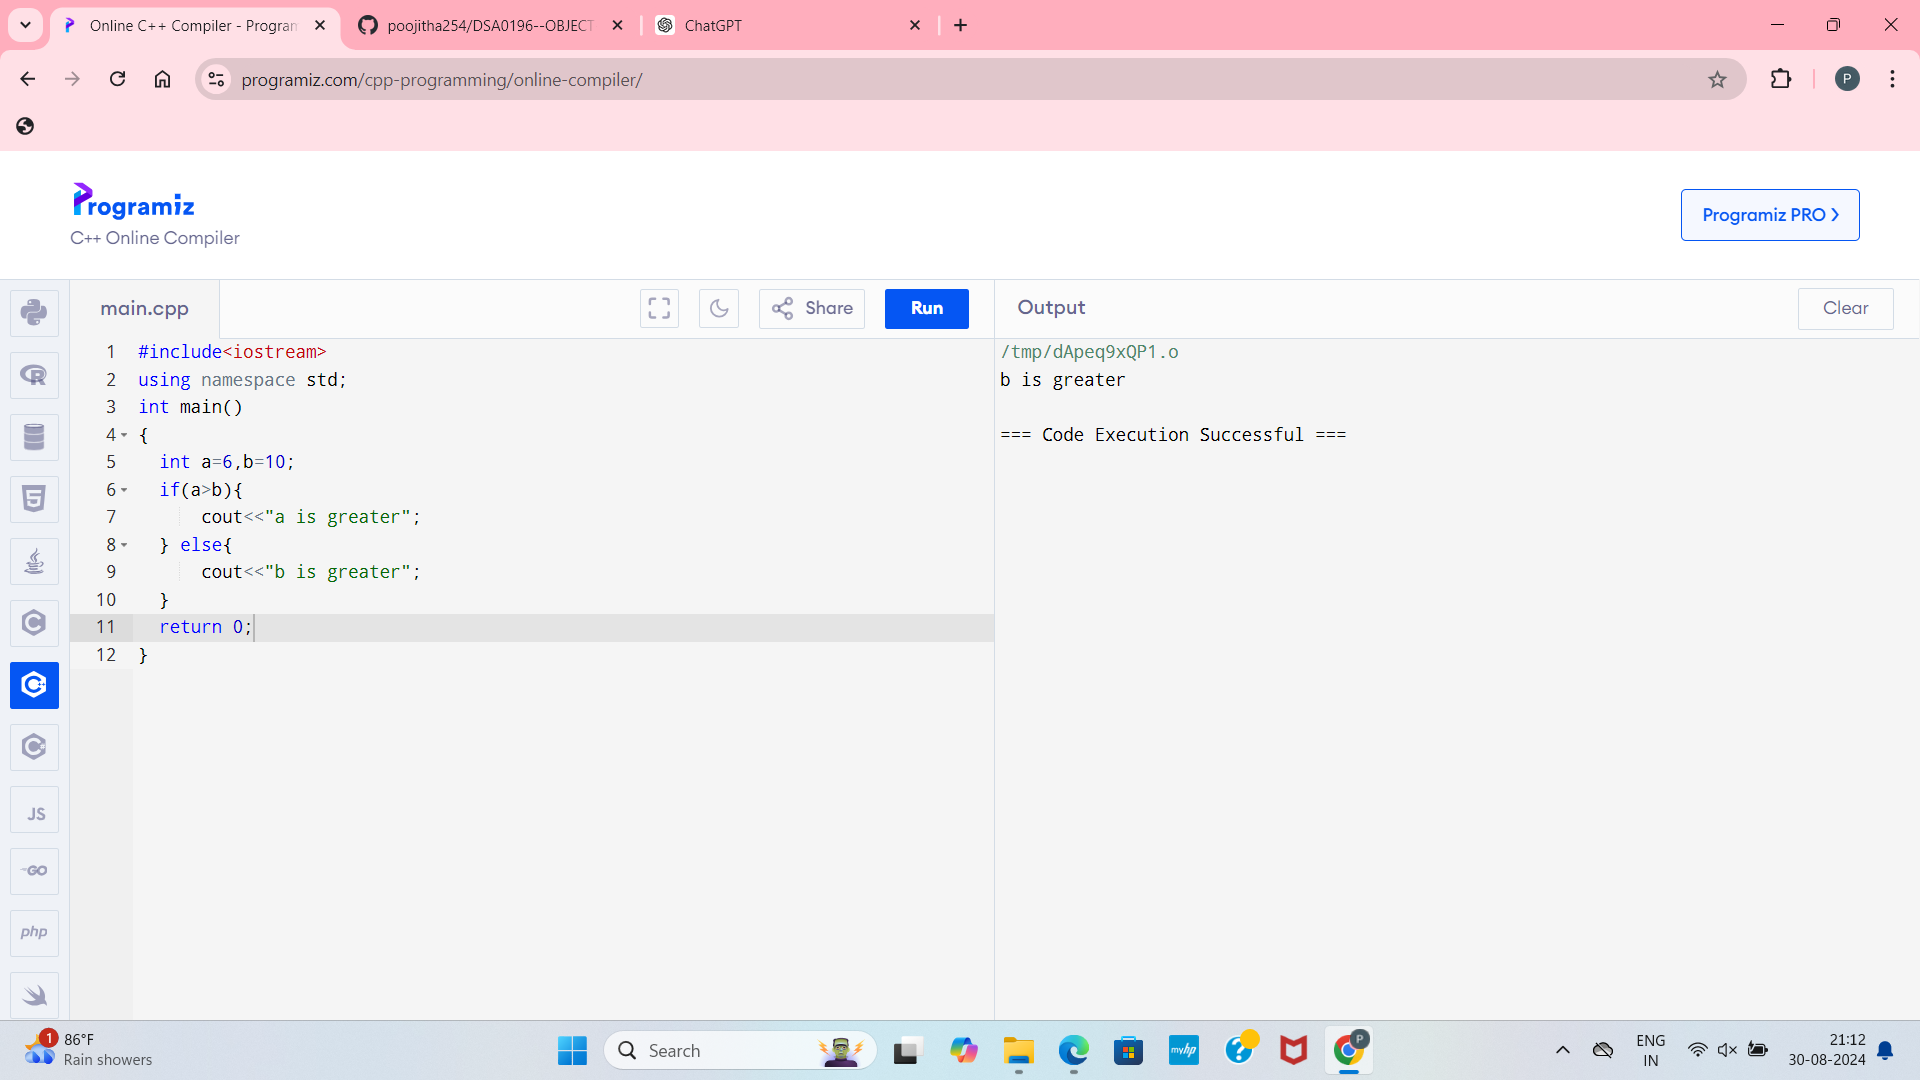 Online C++ Compiler - Program
poojitha254/DSA0196--OBJECT
ChatGPT
programiz.com/cpp-programming/online-compiler/
P
Programiz
C++ Online Compiler
Programiz PRO >
main.cpp
Share
Run
Output
Clear
1 #include<iostream>
2 using namespace std;
3 int main()
4 {
5 int a=6,b=10;
6 if(a>b){
7 cout<<"a is greater";
8 } else{
9 cout<<"b is greater";
10 }
11 return 0;
12 }
/tmp/dApeq9xQP1.o
b is greater
=== Code Execution Successful ===
JS
GO
php
1
86°F
Rain showers
Search
myhp
P
ENG
IN
21:12
30-08-2024